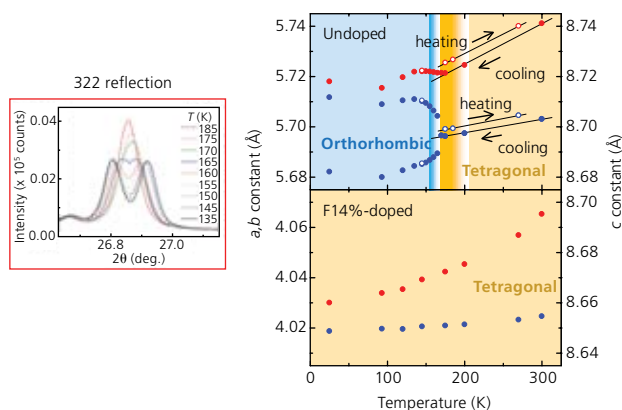 322 reflection
Intensity (x 10⁵ counts)
0.04
0.02
0.00
T (K)
185
175
170
165
160
155
150
145
135
26.8
27.0
2θ (deg.)
a,b constant (Å)
5.74
5.72
5.70
5.68
4.06
4.04
4.02
Undoped
heating
cooling
heating
cooling
Orthorhombic
Tetragonal
F14%-doped
Tetragonal
8.74
8.72
8.70
8.68
8.70
8.68
8.66
8.64
c constant (Å)
0
50
100
150
200
250
300
Temperature (K)